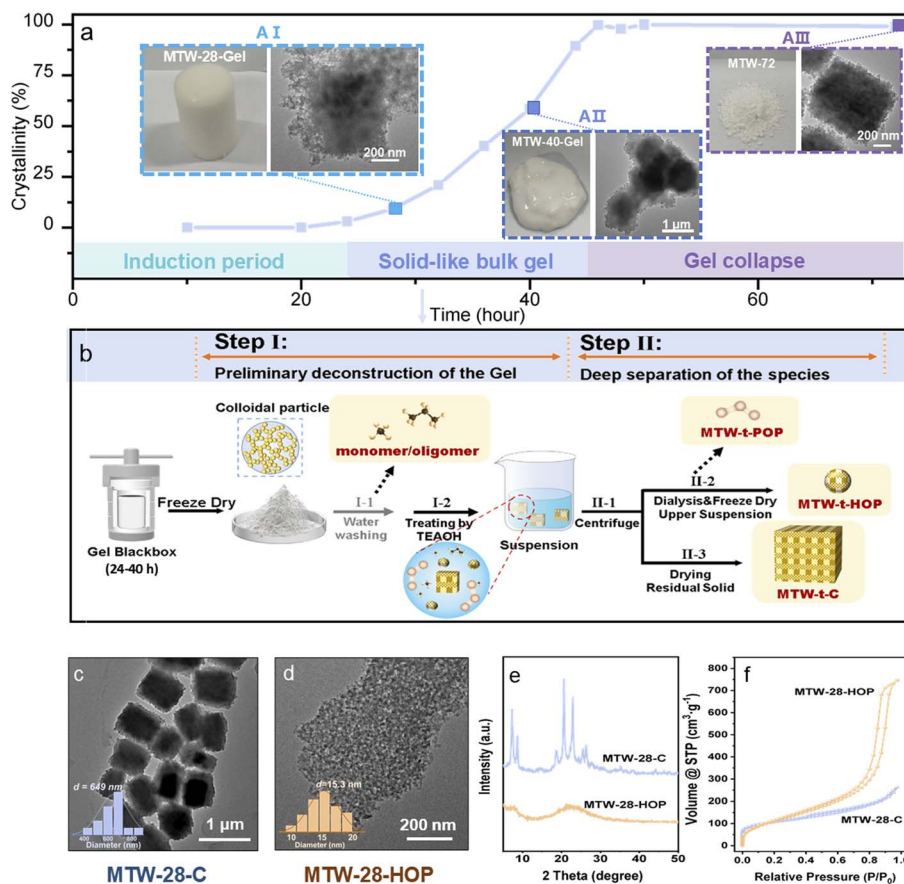 a
Crystallinity (%)
100
75
50
25
0
A I
MTW-28-Gel
200 nm
A II
MTW-40-Gel
1 μm
A III
MTW-72
200 nm
Induction period
Solid-like bulk gel
Gel collapse
0
20
40
60
Time (hour)
b
Step I:
Preliminary deconstruction of the Gel
Step II:
Deep separation of the species
Colloidal particle
monomer/oligomer
Gel Blackbox
(24-40 h)
Freeze Dry
I-1
Water
washing
I-2
Treating by
TEAOH
Suspension
II-1
Centrifuge
MTW-t-POP
II-2
Dialysis&Freeze Dry
Upper Suspension
MTW-t-HOP
II-3
Drying
Residual Solid
MTW-t-C
c
d = 649 nm
400 600 800
Diameter (nm)
1 μm
MTW-28-C
d
d=15.3 nm
10 15 20
Diameter (nm)
200 nm
MTW-28-HOP
e
Intensity (a.u.)
MTW-28-C
MTW-28-HOP
10 20 30 40 50
2 Theta (degree)
f
Volume @ STP (cm³·g⁻¹)
800
700
600
500
400
300
200
100
0
MTW-28-HOP
MTW-28-C
0.0 0.2 0.4 0.6 0.8 1.0
Relative Pressure (P/P₀)